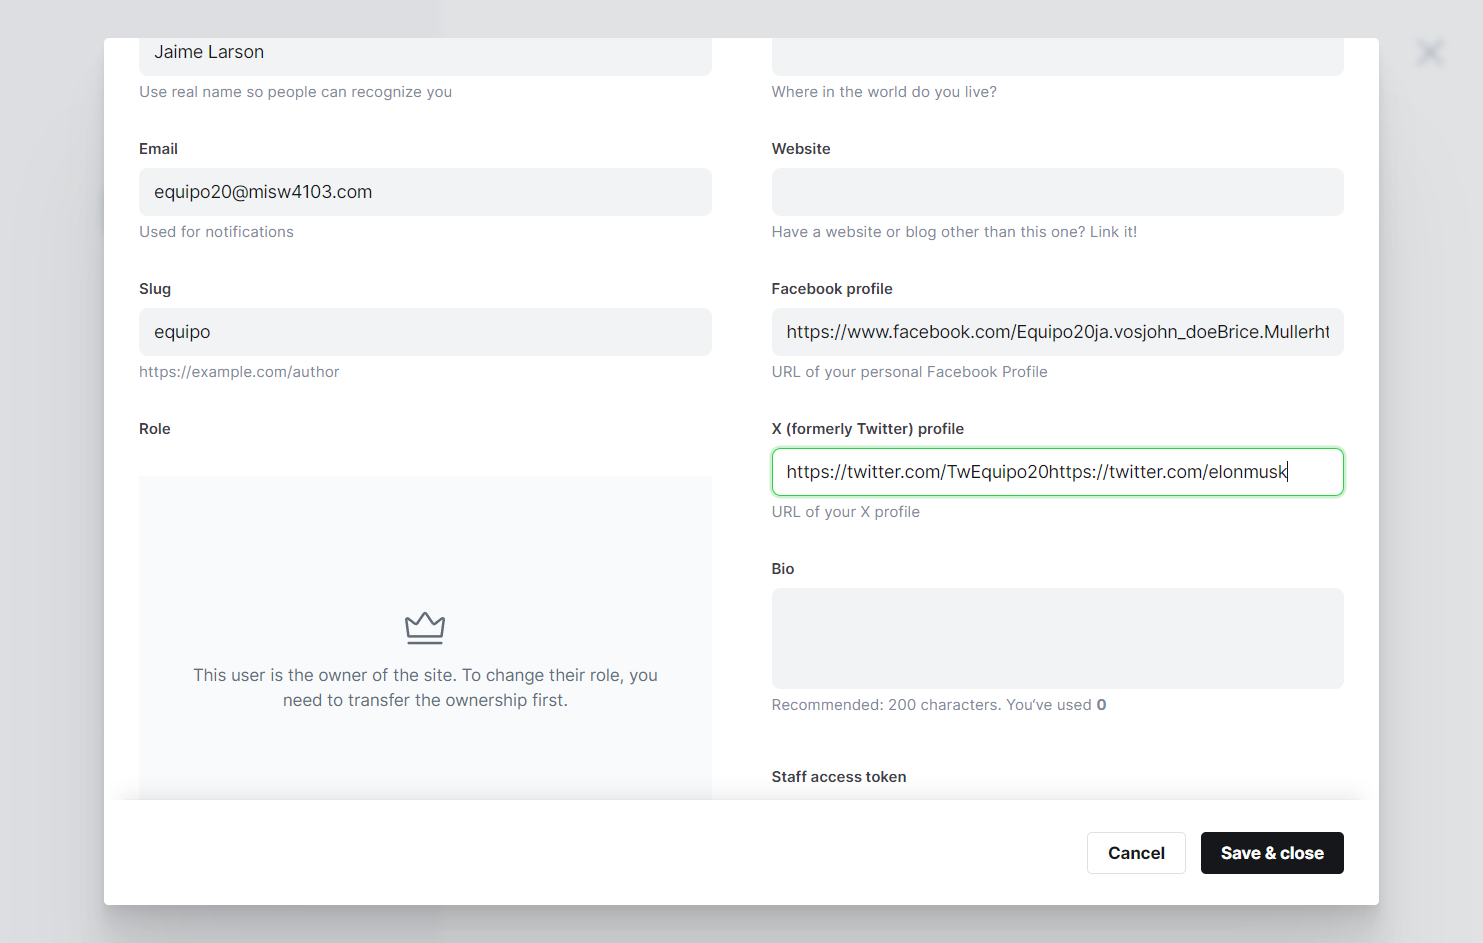 Jaime Larson
Use real name so people can recognize you
Where in the world do you live?
Email
equipo20@misw4103.com
Used for notifications
Website
Have a website or blog other than this one? Link it!
Slug
equipo
https://example.com/author
Facebook profile
https://www.facebook.com/Equipo20ja.vosjohn_doeBrice.Mullerht
URL of your personal Facebook Profile
Role
X (formerly Twitter) profile
https://twitter.com/TwEquipo20https://twitter.com/elonmusk
URL of your X profile
This user is the owner of the site. To change their role, you
need to transfer the ownership first.
Bio
Recommended: 200 characters. You’ve used 0
Staff access token
Cancel
Save & close